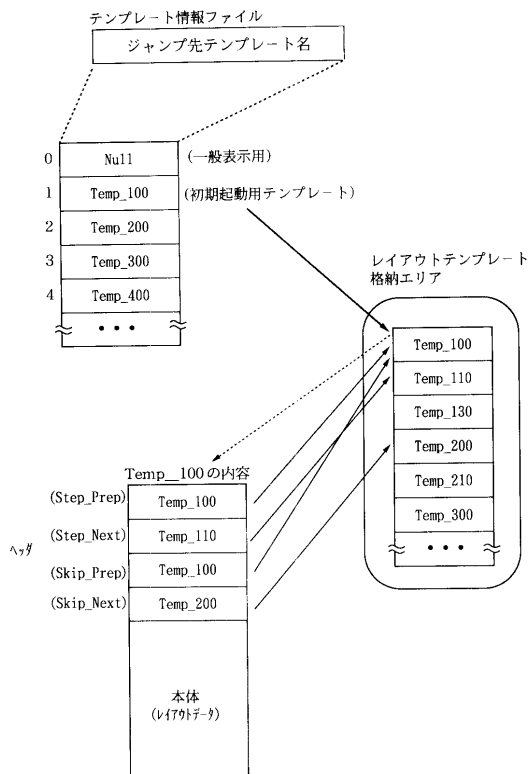 テンプレート情報ファイル
ジャンプ先テンプレート名
0 Null (一般表示用)
1 Temp_100 (初期起動用テンプレート)
2 Temp_200
3 Temp_300
4 Temp_400
• • •
レイアウトテンプレート
格納エリア
Temp_100
Temp_110
Temp_130
Temp_200
Temp_210
Temp_300
• • •
Temp__100の内容
(Step_Prep) Temp_100
(Step_Next) Temp_110
ヘッダ
(Skip_Prep) Temp_100
(Skip_Next) Temp_200
本体
(レイアウトデータ)